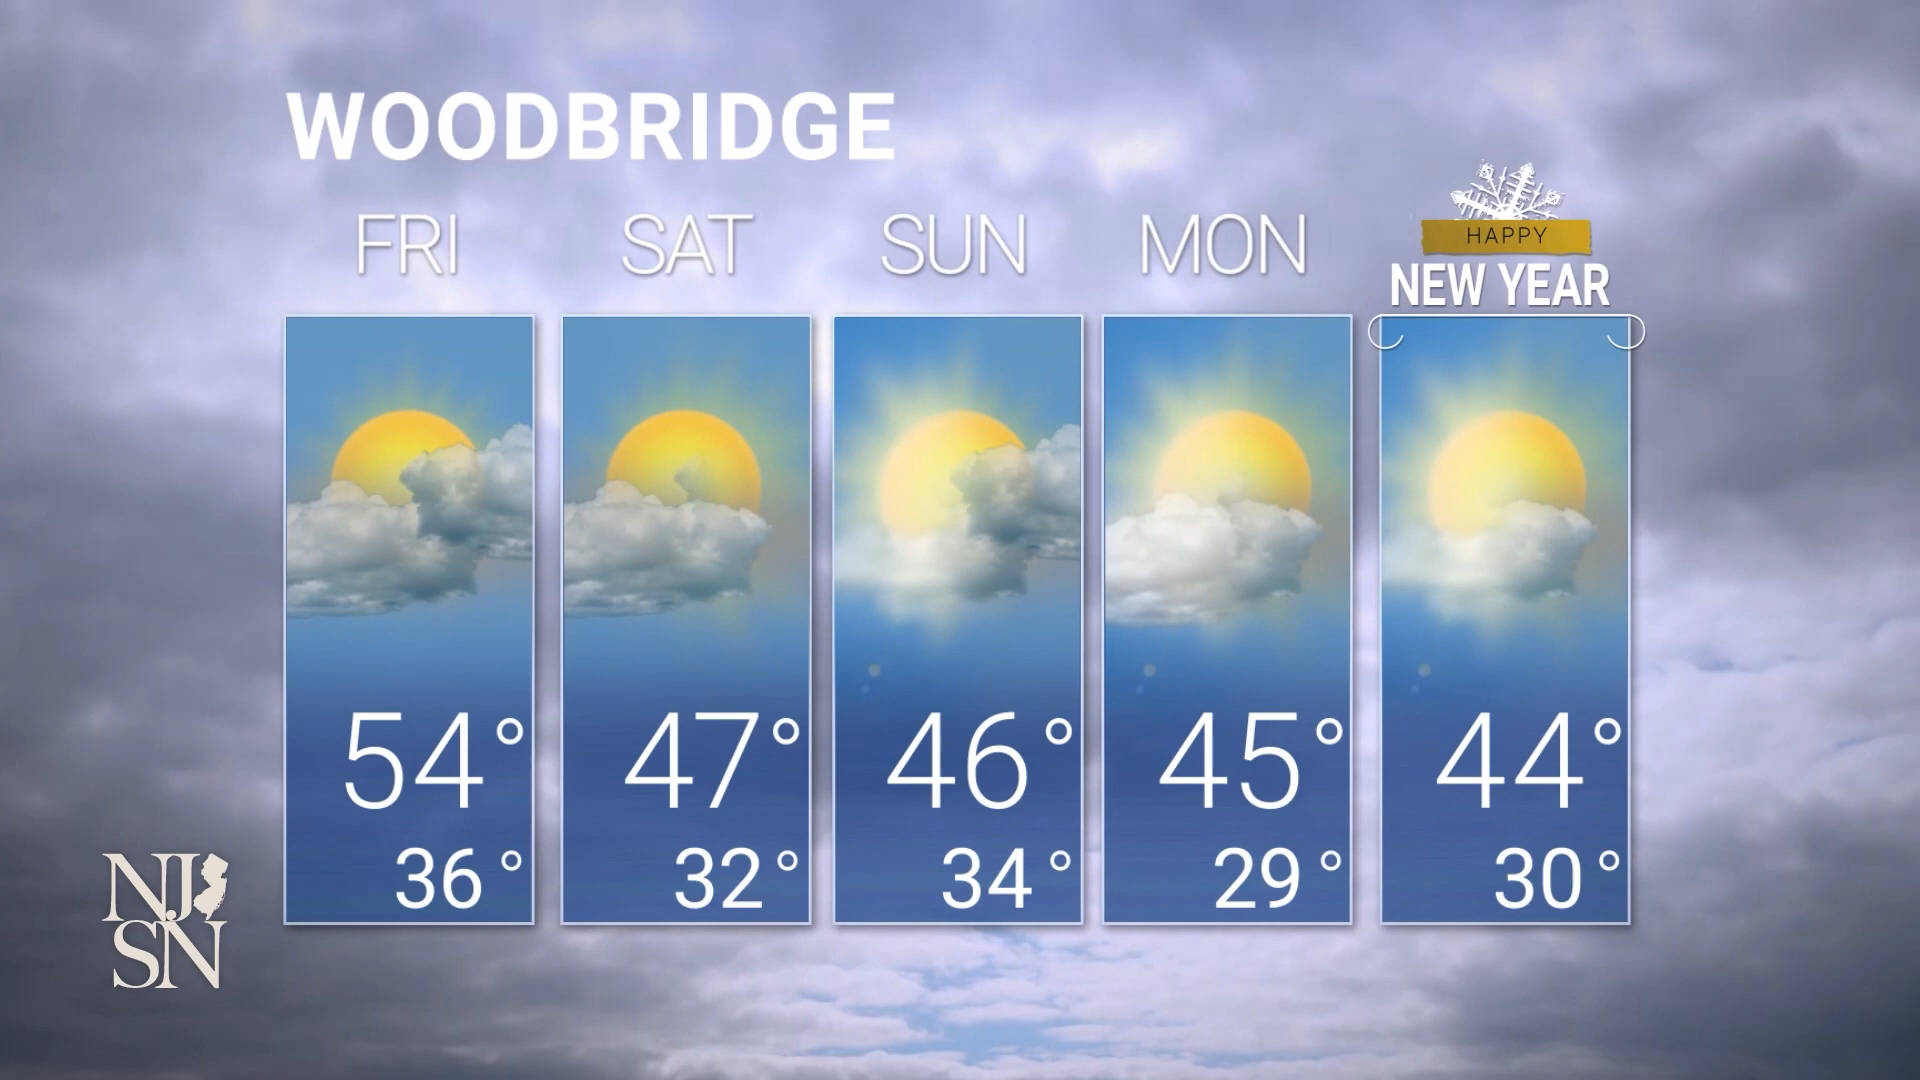 WOODBRIDGE
FRI SAT SUN MON HAPPY
NEW YEAR
54° 47° 46° 45° 44°
36° 32° 34° 29° 30°
NJ
SN